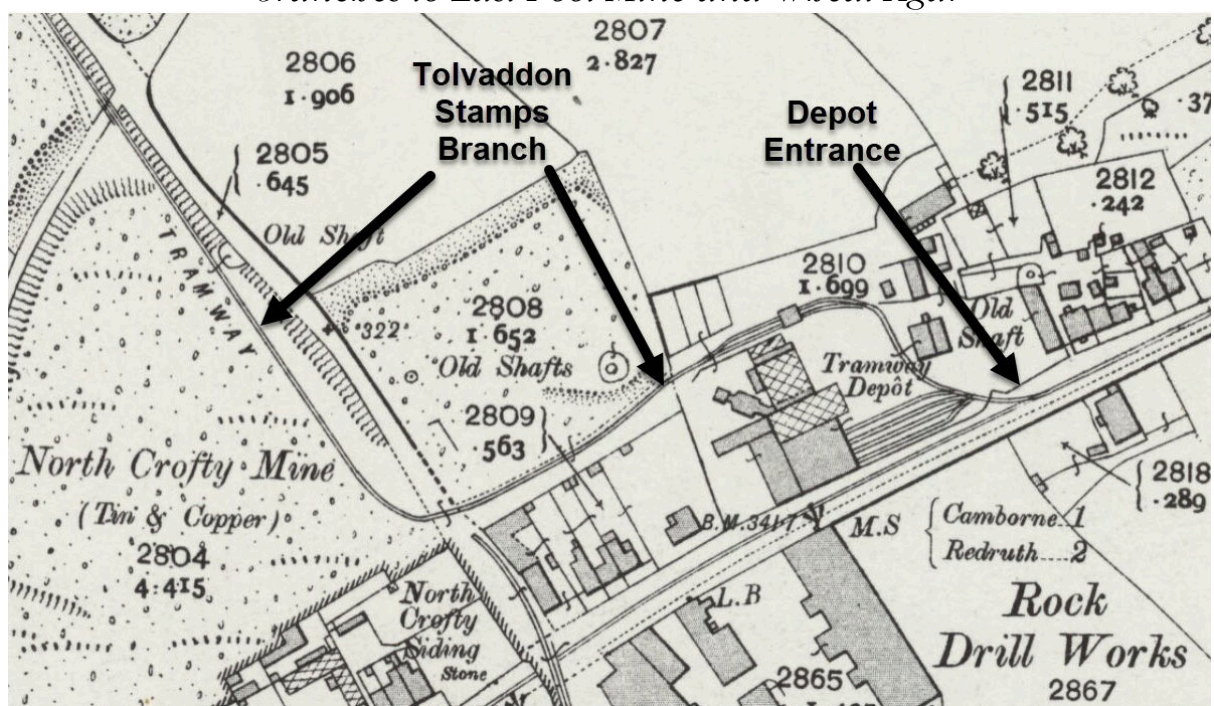 2807
2·827
2806
1·906
Tolvaddon
Stamps
Branch
Depot
Entrance
2811
·515
·37
2805
·645
2812
·242
Old Shaft
TRAMWAY
·322
2808
1·652
Old Shafts
2810
1·699
Old
Shaft
Tramway
Depôt
2809
·563
North Crofty Mine
(Tin & Copper)
2804
4·415
B.M.341·7
M.S
Camborne 1
Redruth 2
2818
·289
North
Crofty
Siding
Stone
L.B
Rock
Drill Works
2865
2867